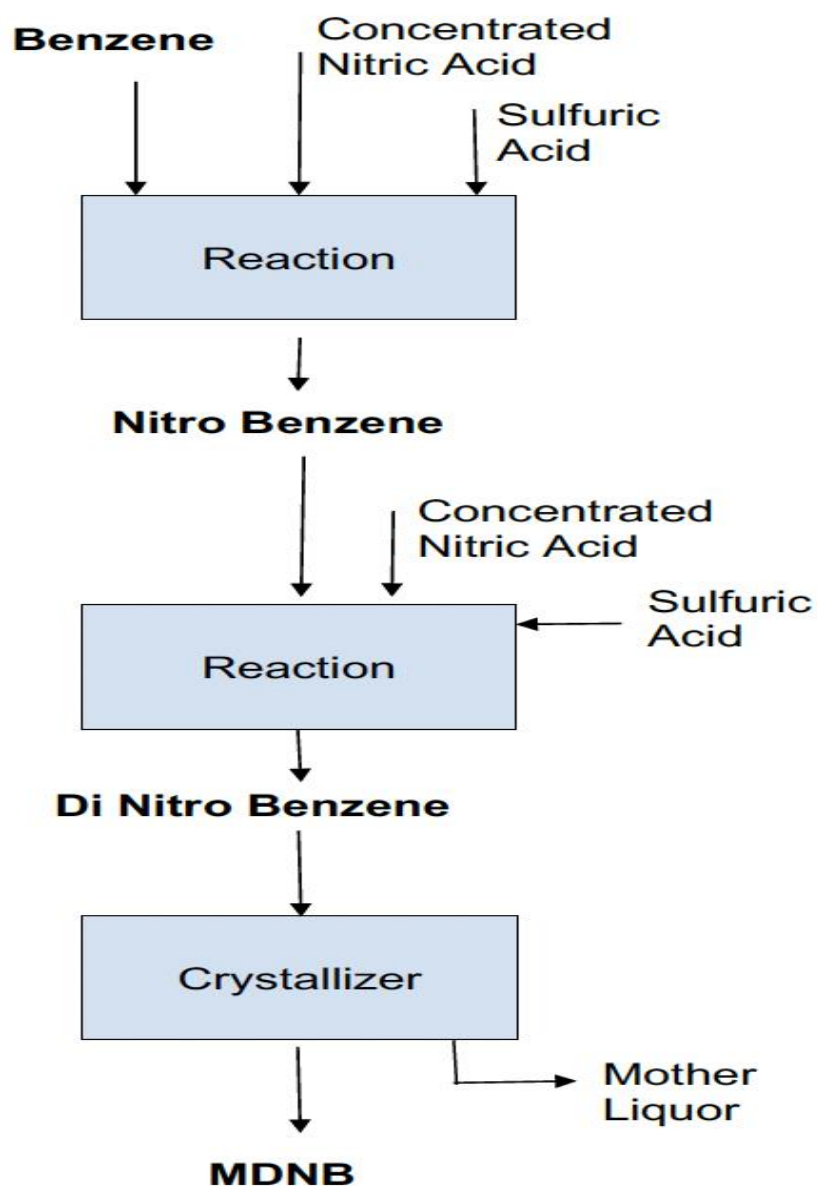 Benzene
Concentrated
Nitric Acid
Sulfuric
Acid
Reaction
Nitro Benzene
Concentrated
Nitric Acid
Sulfuric
Acid
Reaction
Di Nitro Benzene
Crystallizer
Mother
Liquor
MDNB